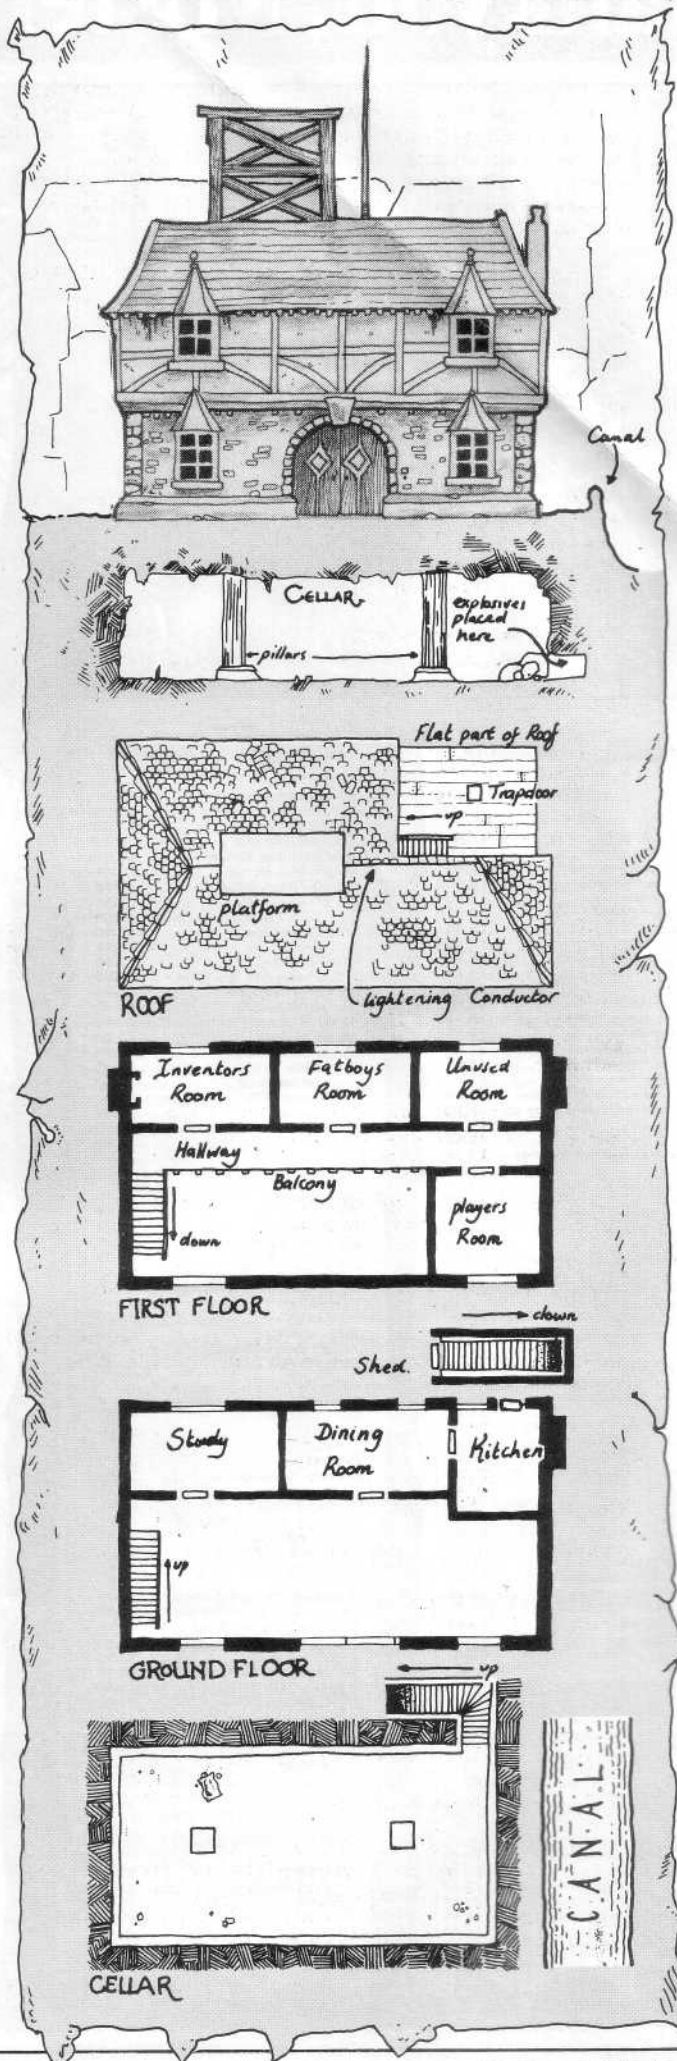 Canal
CELLAR
explosives
placed
here
pillars
Flat part of Roof
Trapdoor
up
platform
lightening Conductor
ROOF
Inventors
Room
Fatboys
Room
Unused
Room
Hallway
Balcony
down
players
Room
FIRST FLOOR
down
Shed.
Study
Dining
Room
Kitchen
up
GROUND FLOOR
up
CANAL
CELLAR